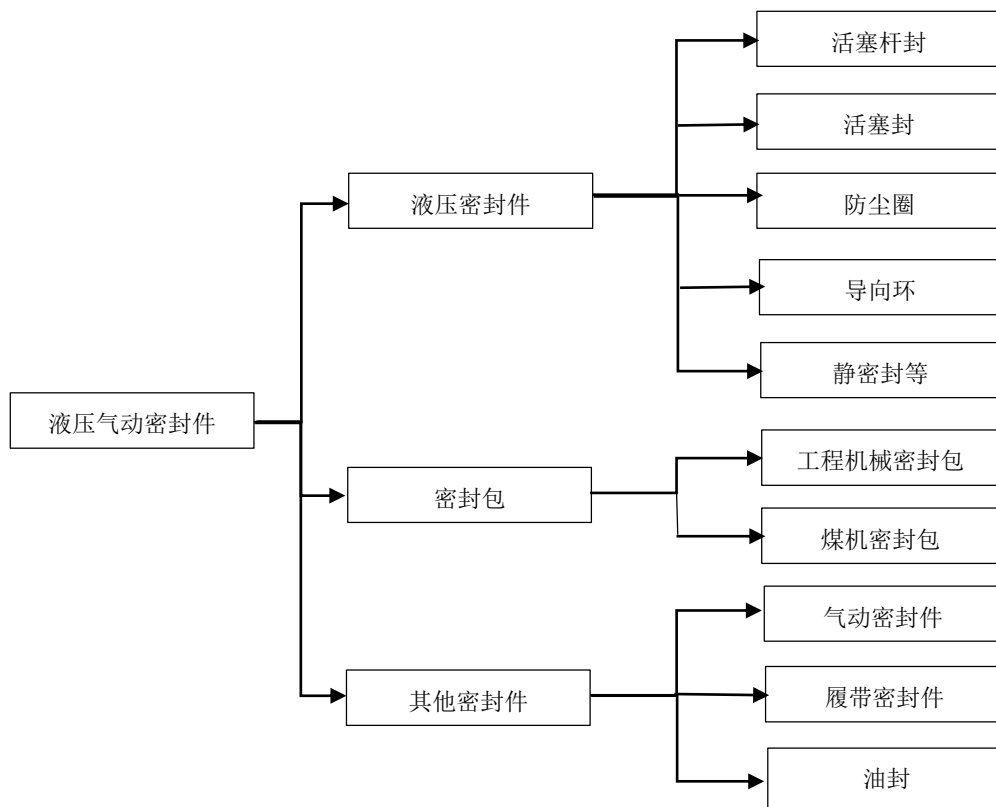 液压气动密封件
液压密封件
活塞杆封
活塞封
防尘圈
导向环
静密封等
密封包
工程机械密封包
煤机密封包
其他密封件
气动密封件
履带密封件
油封